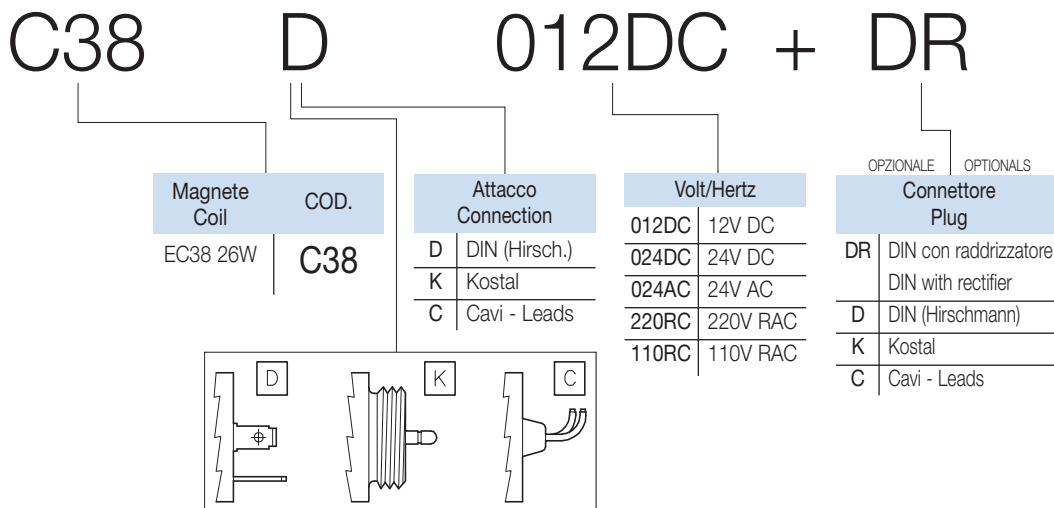 C38 D 012DC + DR
OPZIONALE OPTIONALS
Magnete
Coil
COD.
EC38 26W
C38
Attacco
Connection
D DIN (Hirsch.)
K Kostal
C Cavi - Leads
Volt/Hertz
012DC 12V DC
024DC 24V DC
024AC 24V AC
220RC 220V RAC
110RC 110V RAC
Connettore
Plug
DR DIN con raddrizzatore
DIN with rectifier
D DIN (Hirschmann)
K Kostal
C Cavi - Leads
D K C